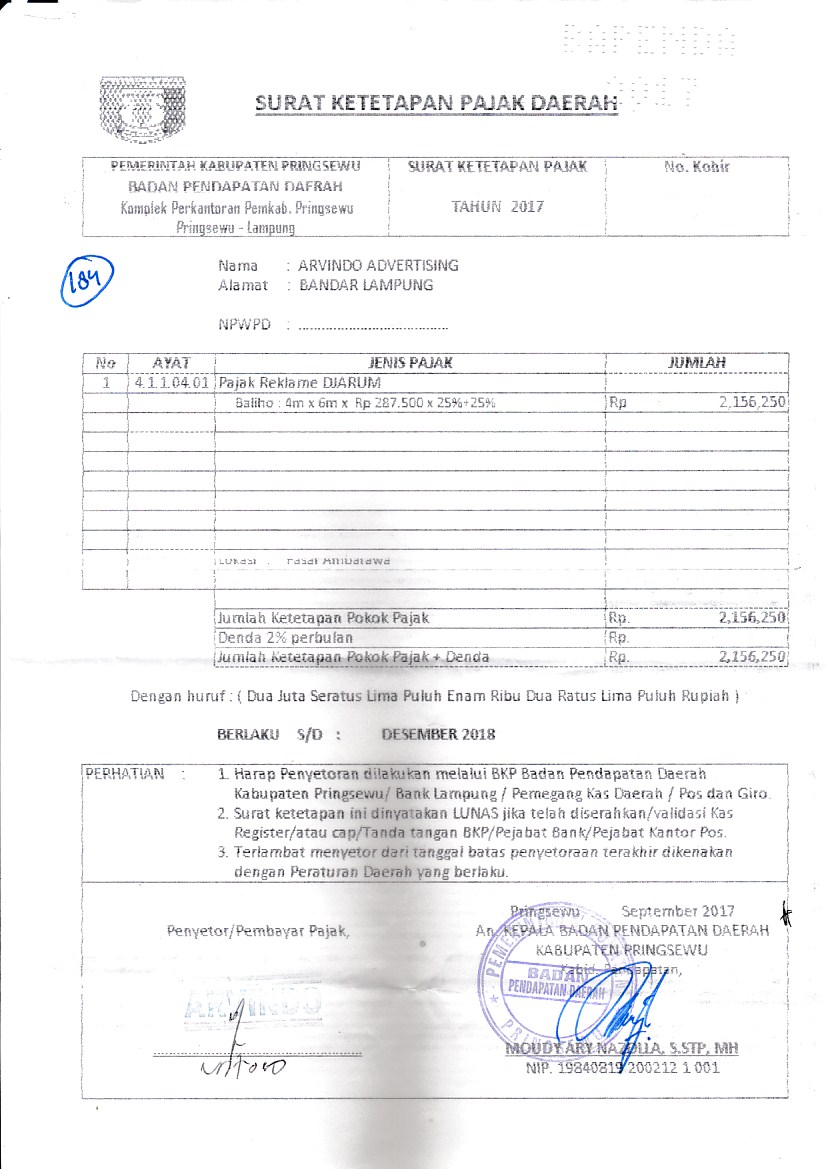 BAPENDA
2017
SURAT KETETAPAN PAJAK DAERAH
PEMERINTAH KABUPATEN PRINGSEWU
BADAN PENDAPATAN DAERAH
Komplek Perkantoran Pemkab. Pringsewu
Pringsewu - Lampung
SURAT KETETAPAN PAJAK
TAHUN 2017
No. Kohir
184
Nama : ARVINDO ADVERTISING
Alamat : BANDAR LAMPUNG
NPWPD : ........................................
No AYAT JENIS PAJAK JUMLAH
1 4.1.1.04.01 Pajak Reklame DJARUM
Baliho : 4m x 6m x Rp 287.500 x 25%+25% Rp 2,156,250
Lokasi : Pasar Ambarawa
Jumlah Ketetapan Pokok Pajak Rp. 2,156,250
Denda 2% perbulan Rp.
Jumlah Ketetapan Pokok Pajak + Denda Rp. 2,156,250
Dengan huruf : ( Dua Juta Seratus Lima Puluh Enam Ribu Dua Ratus Lima Puluh Rupiah )
BERLAKU S/D : DESEMBER 2018
PERHATIAN : 1. Harap Penyetoran dilakukan melalui BKP Badan Pendapatan Daerah
Kabupaten Pringsewu/ Bank Lampung / Pemegang Kas Daerah / Pos dan Giro.
2. Surat ketetapan ini dinyatakan LUNAS jika telah diserahkan/validasi Kas
Register/atau cap/Tanda tangan BKP/Pejabat Bank/Pejabat Kantor Pos.
3. Terlambat menyetor dari tanggal batas penyetoraan terakhir dikenakan
dengan Peraturan Daerah yang berlaku.
Penyetor/Pembayar Pajak,
ARVINDO
Pringsewu, September 2017
An. KEPALA BADAN PENDAPATAN DAERAH
KABUPATEN PRINGSEWU
Kabid. Pendapatan,
BADAN
PENDAPATAN DAERAH
PRINGSEWU
MOUDY ARY NAZOLLA, S.STP, MH
NIP. 19840819 200212 1 001